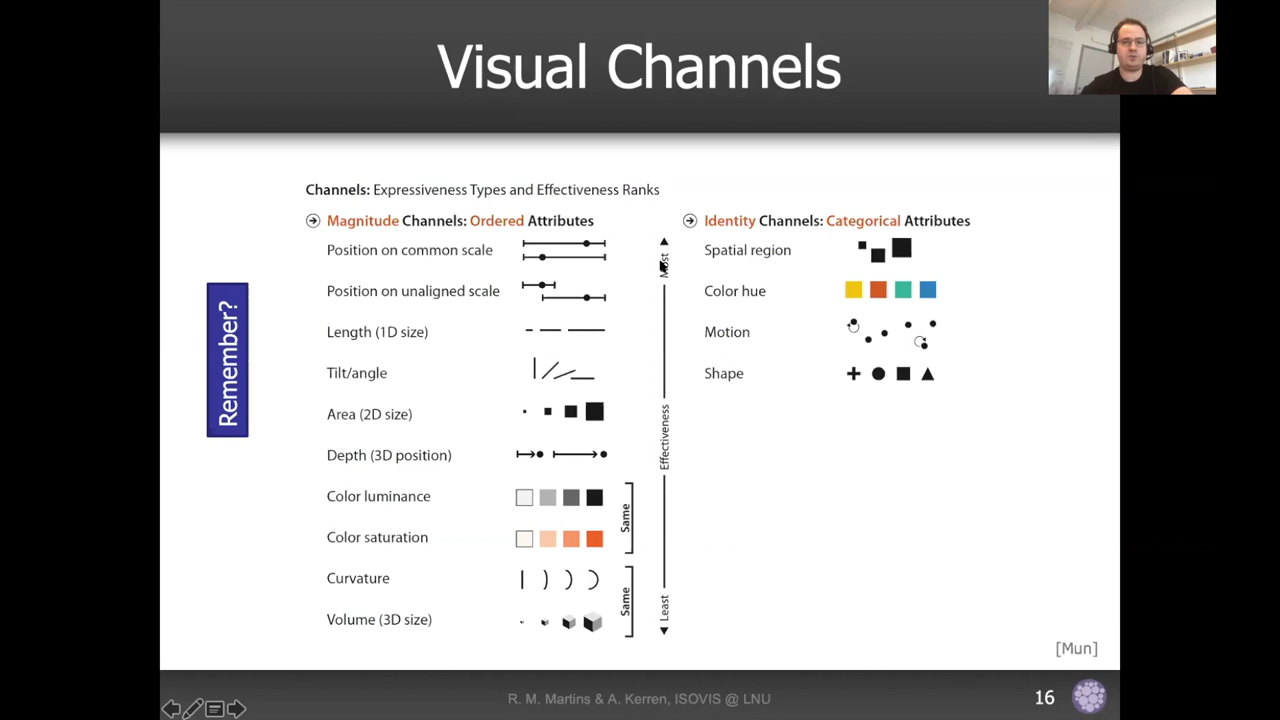 Visual Channels
Channels: Expressiveness Types and Effectiveness Ranks
Magnitude Channels: Ordered Attributes
Position on common scale
Position on unaligned scale
Length (1D size)
Tilt/angle
Area (2D size)
Depth (3D position)
Color luminance
Color saturation
Curvature
Volume (3D size)
Same
Same
Most
Effectiveness
Least
Identity Channels: Categorical Attributes
Spatial region
Color hue
Motion
Shape
Remember?
[Mun]
R. M. Martins & A. Kerren, ISOVIS @ LNU
16